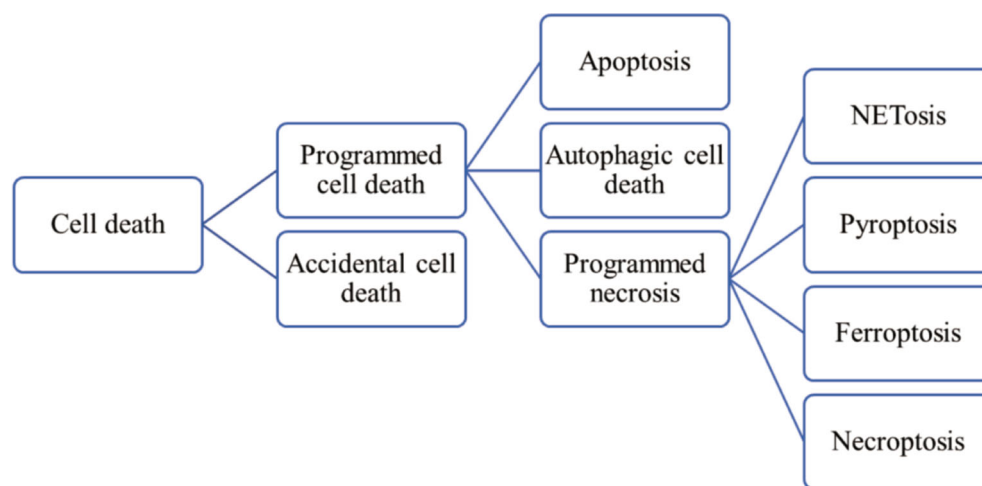 Cell death
Programmed
cell death
Accidental cell
death
Apoptosis
Autophagic cell
death
Programmed
necrosis
NETosis
Pyroptosis
Ferroptosis
Necroptosis